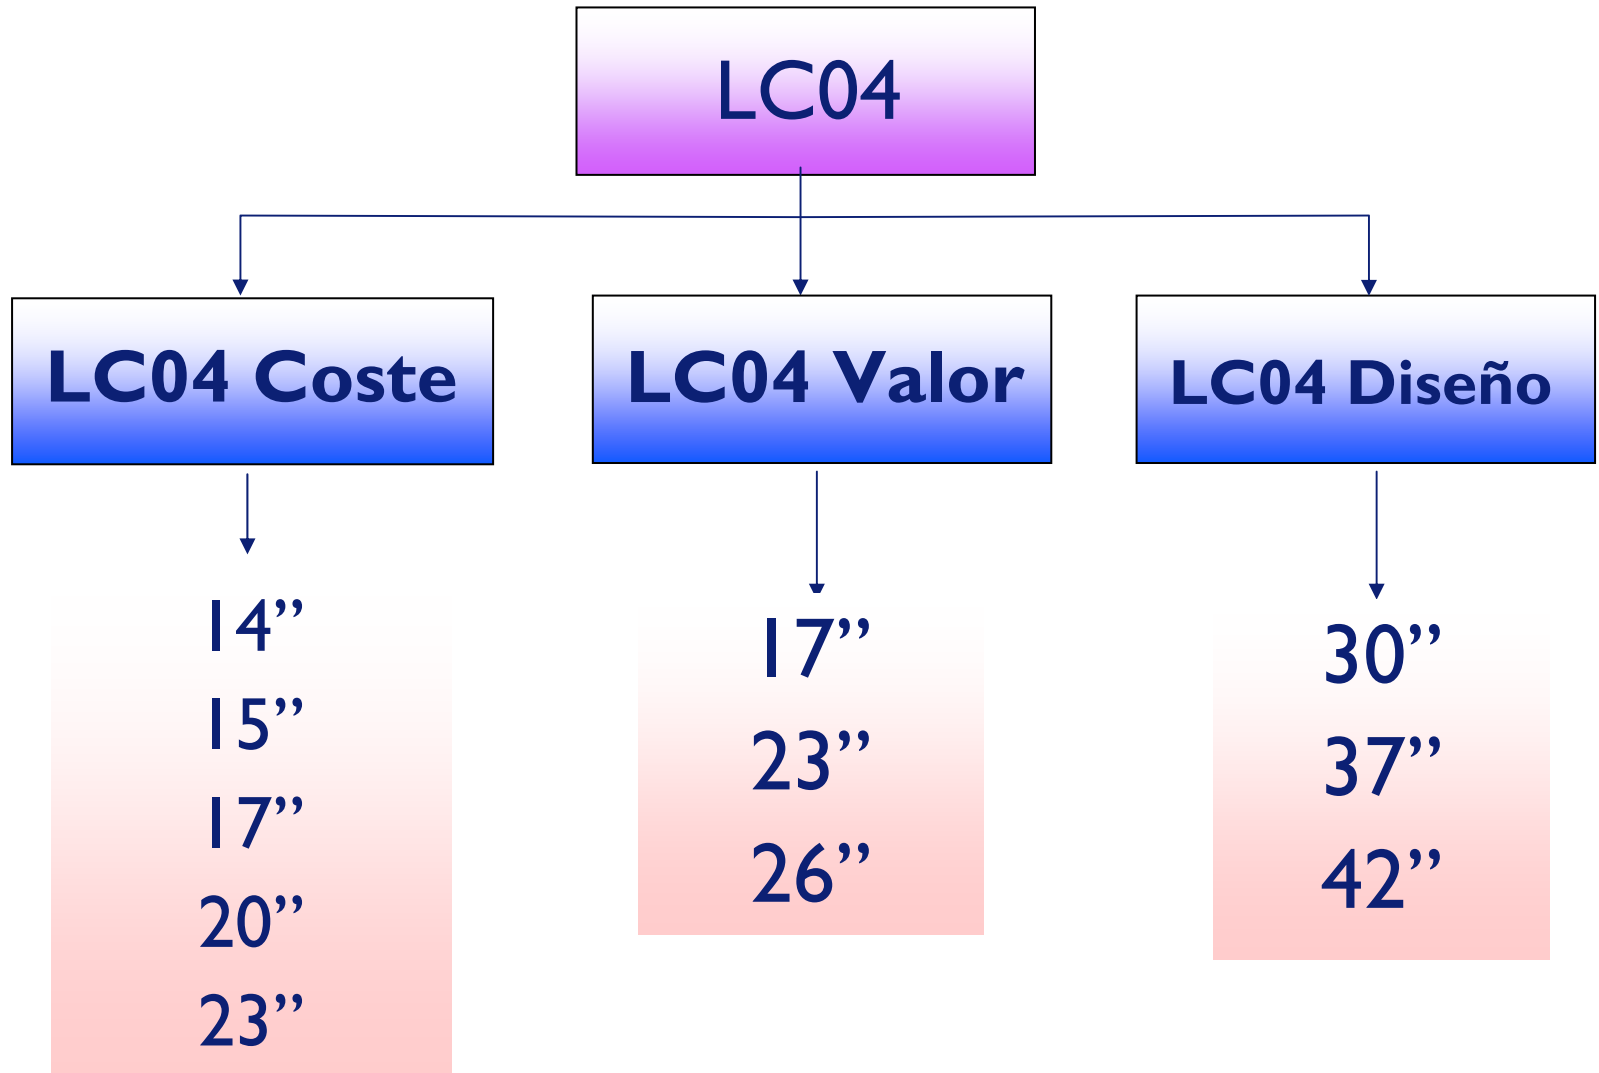 LC04
LC04 Coste
LC04 Valor
LC04 Diseño
14’’
15’’
17’’
20’’
23’’
17’’
23’’
26’’
30’’
37’’
42’’